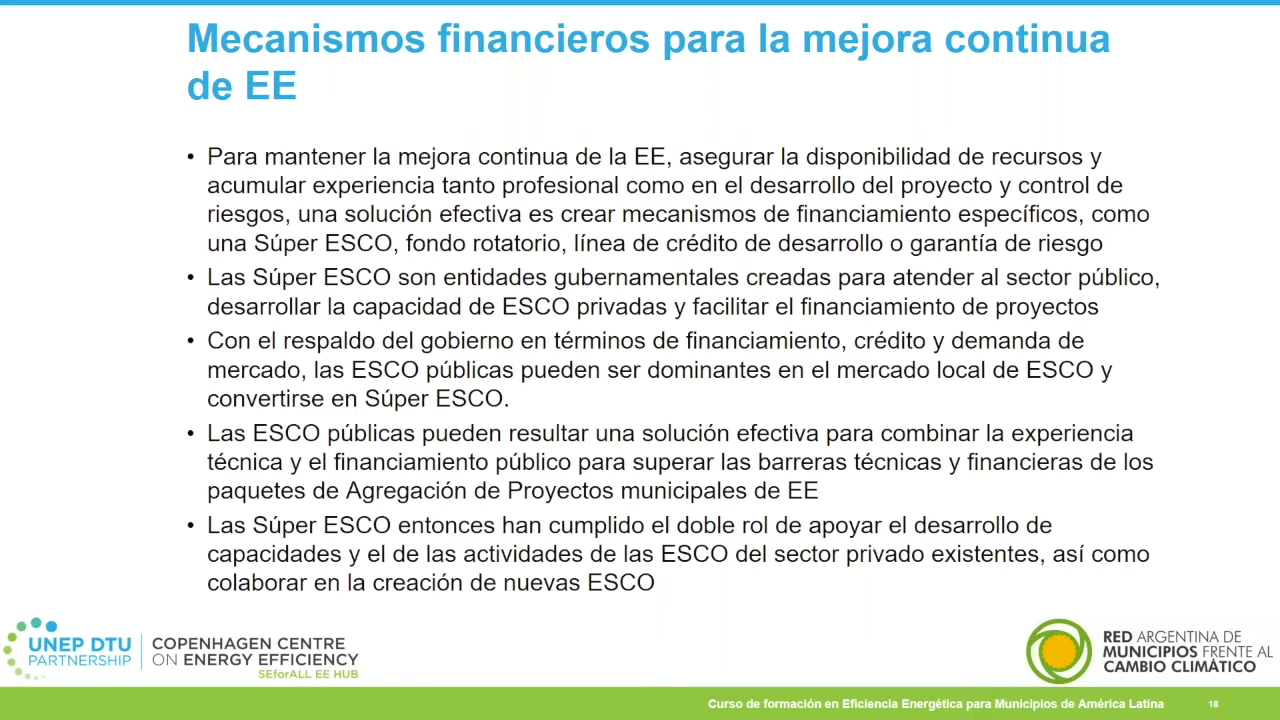 Mecanismos financieros para la mejora continua
de EE
• Para mantener la mejora continua de la EE, asegurar la disponibilidad de recursos y
acumular experiencia tanto profesional como en el desarrollo del proyecto y control de
riesgos, una solución efectiva es crear mecanismos de financiamiento específicos, como
una Súper ESCO, fondo rotatorio, línea de crédito de desarrollo o garantía de riesgo
• Las Súper ESCO son entidades gubernamentales creadas para atender al sector público,
desarrollar la capacidad de ESCO privadas y facilitar el financiamiento de proyectos
• Con el respaldo del gobierno en términos de financiamiento, crédito y demanda de
mercado, las ESCO públicas pueden ser dominantes en el mercado local de ESCO y
convertirse en Súper ESCO.
• Las ESCO públicas pueden resultar una solución efectiva para combinar la experiencia
técnica y el financiamiento público para superar las barreras técnicas y financieras de los
paquetes de Agregación de Proyectos municipales de EE
• Las Súper ESCO entonces han cumplido el doble rol de apoyar el desarrollo de
capacidades y el de las actividades de las ESCO del sector privado existentes, así como
colaborar en la creación de nuevas ESCO
UNEP DTU
PARTNERSHIP
COPENHAGEN CENTRE
ON ENERGY EFFICIENCY
SEforALL EE HUB
RED ARGENTINA DE
MUNICIPIOS FRENTE AL
CAMBIO CLIMÁTICO
Curso de formación en Eficiencia Energética para Municipios de América Latina
18